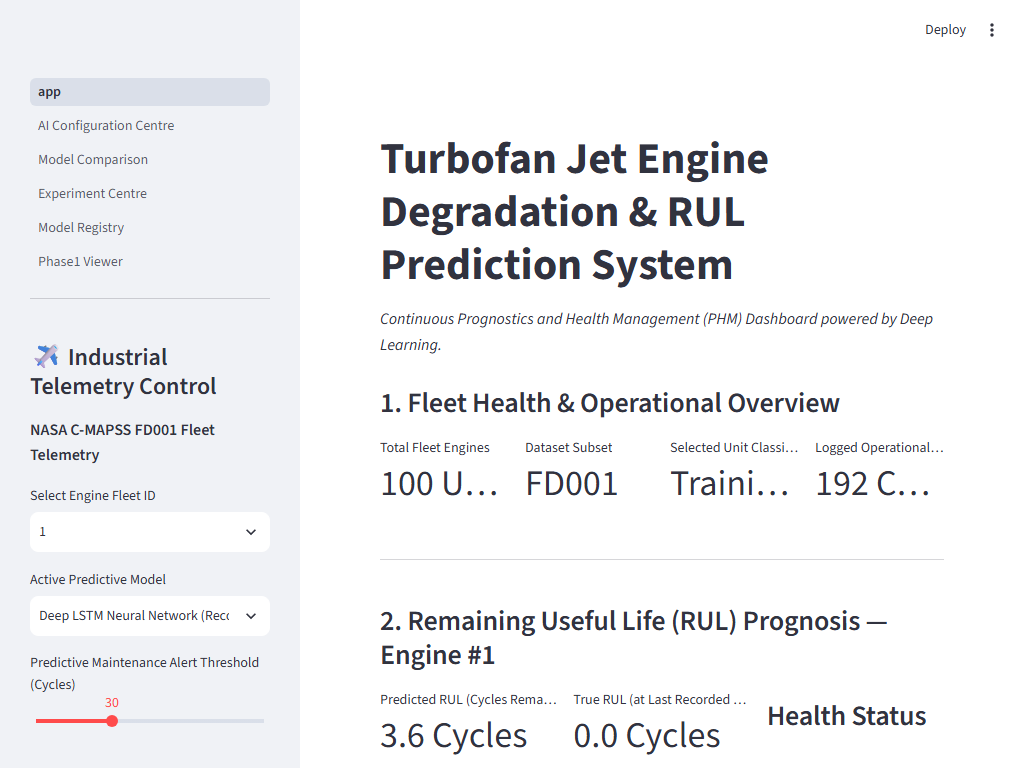 Deploy
app
AI Configuration Centre
Model Comparison
Experiment Centre
Model Registry
Phase1 Viewer
Industrial
Telemetry Control
NASA C-MAPSS FD001 Fleet
Telemetry
Select Engine Fleet ID
1
Active Predictive Model
Deep LSTM Neural Network (Recc
Predictive Maintenance Alert Threshold
(Cycles)
30
Turbofan Jet Engine
Degradation & RUL
Prediction System
Continuous Prognostics and Health Management (PHM) Dashboard powered by Deep
Learning.
1. Fleet Health & Operational Overview
Total Fleet Engines
100 U…
Dataset Subset
FD001
Selected Unit Classi…
Traini…
Logged Operational…
192 C…
2. Remaining Useful Life (RUL) Prognosis —
Engine #1
Predicted RUL (Cycles Rema…
3.6 Cycles
True RUL (at Last Recorded …
0.0 Cycles
Health Status